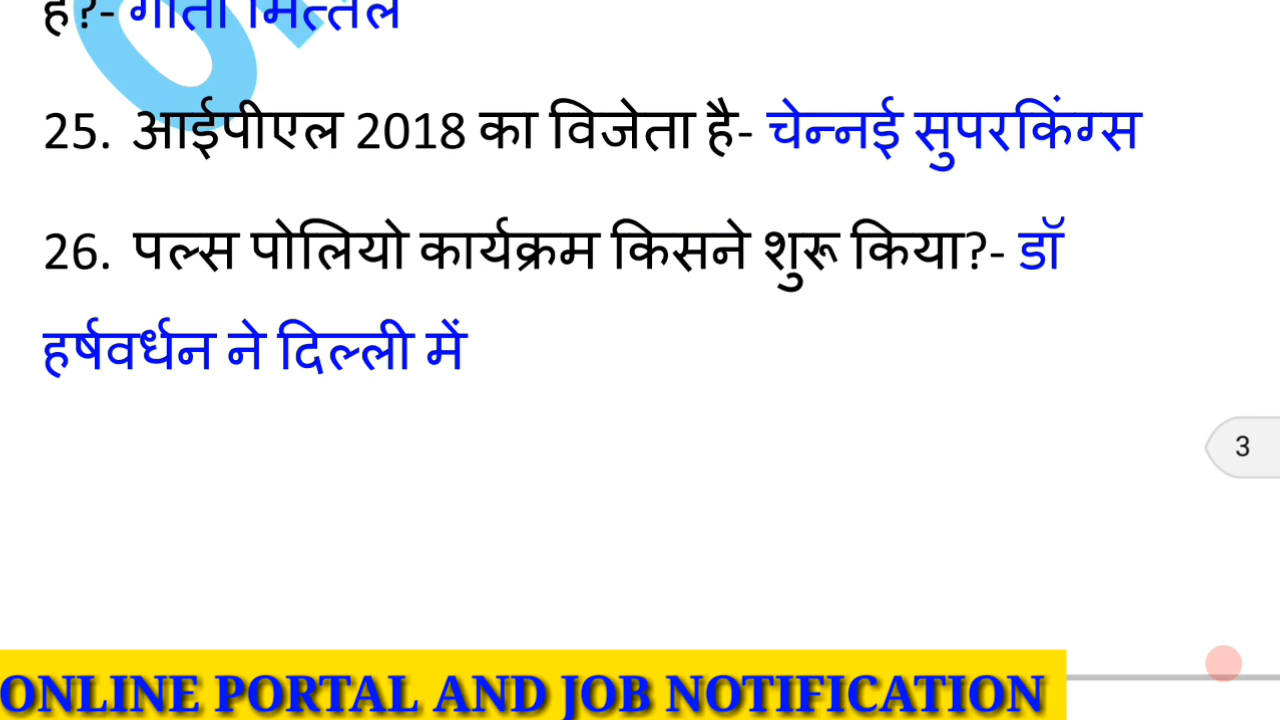 है?- गीता मित्तल
25. आईपीएल 2018 का विजेता है- चेन्नई सुपरकिंग्स
26. पल्स पोलियो कार्यक्रम किसने शुरू किया?- डॉ
हर्षवर्धन ने दिल्ली में
3
ONLINE PORTAL AND JOB NOTIFICATION